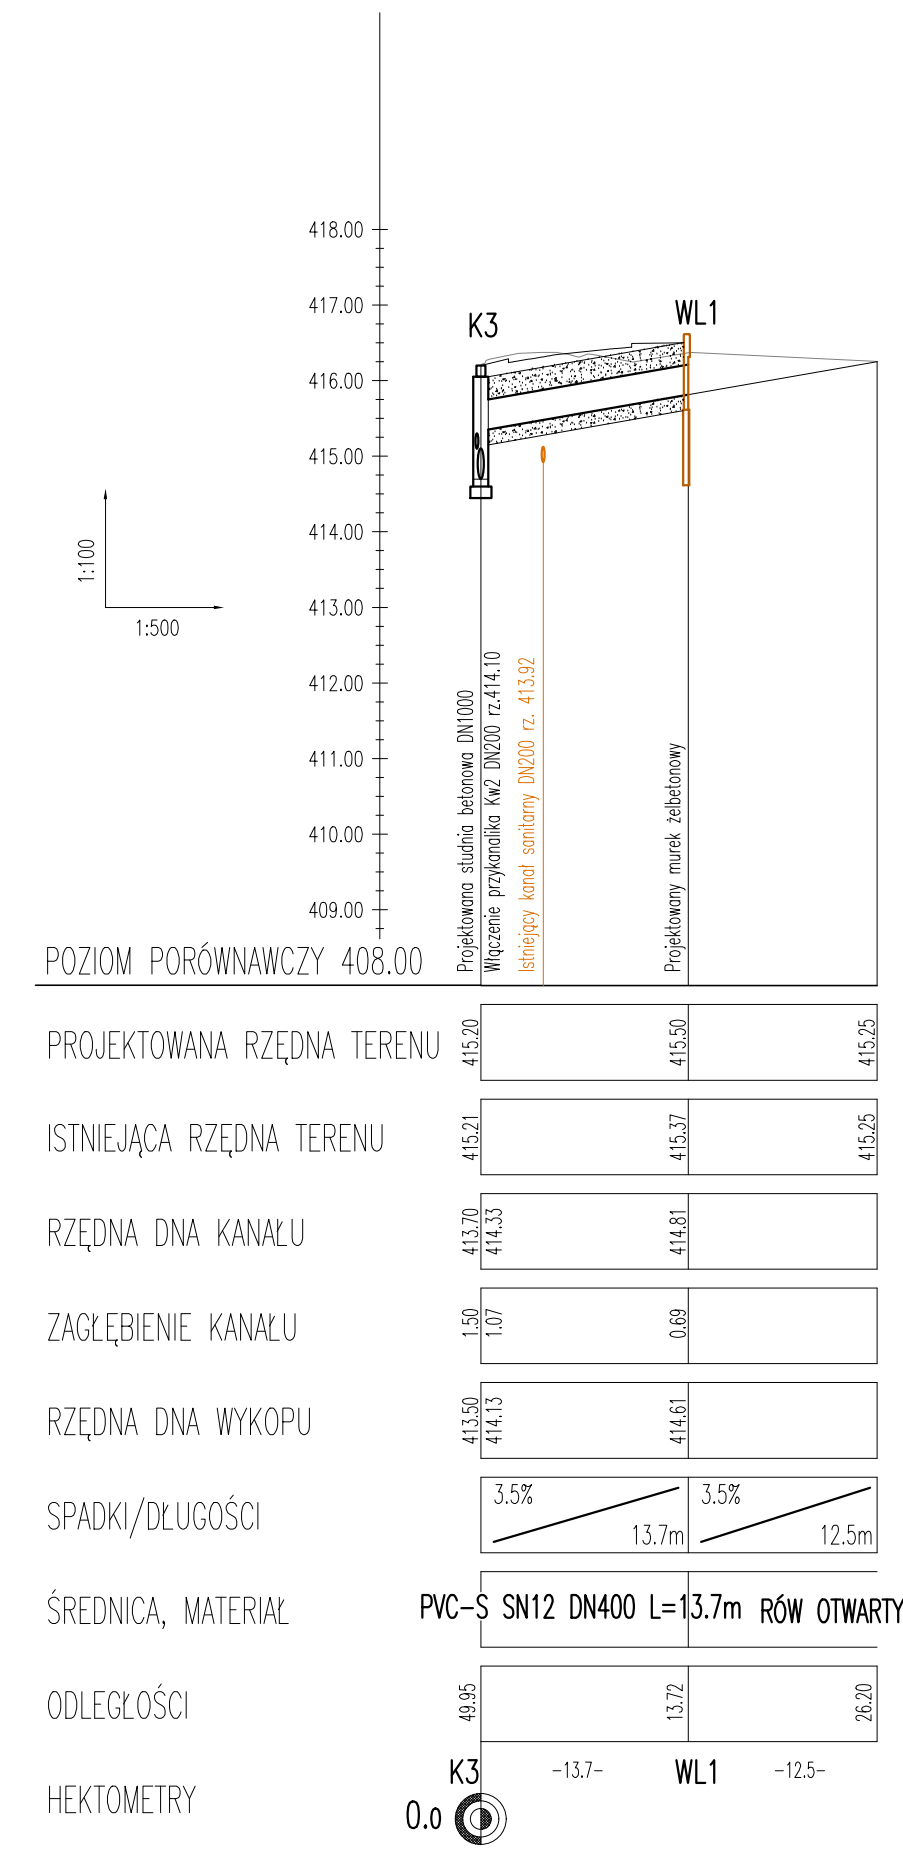 418.00
417.00
416.00
415.00
414.00
413.00
412.00
411.00
410.00
409.00
K3
WL1
1:100
1:500
Projektowana studnia betonowa DN1000
Włączenie przykanalika Kw2 DN200 rz.414.10
Istniejący kanał sanitarny DN200 rz. 413.92
Projektowany murek żelbetonowy
POZIOM PORÓWNAWCZY 408.00
PROJEKTOWANA RZĘDNA TERENU 415.20 415.50 415.25
ISTNIEJĄCA RZĘDNA TERENU 415.21 415.37 415.25
RZĘDNA DNA KANAŁU 413.70 414.33 414.81
ZAGŁĘBIENIE KANAŁU 1.50 1.07 0.69
RZĘDNA DNA WYKOPU 413.50 414.13 414.61
SPADKI/DŁUGOŚCI 3.5% 13.7m 3.5% 12.5m
ŚREDNICA, MATERIAŁ PVC-S SN12 DN400 L=13.7m RÓW OTWARTY
ODLEGŁOŚCI 49.95 13.72 26.20
K3 -13.7- WL1 -12.5-
HEKTOMETRY 0.0